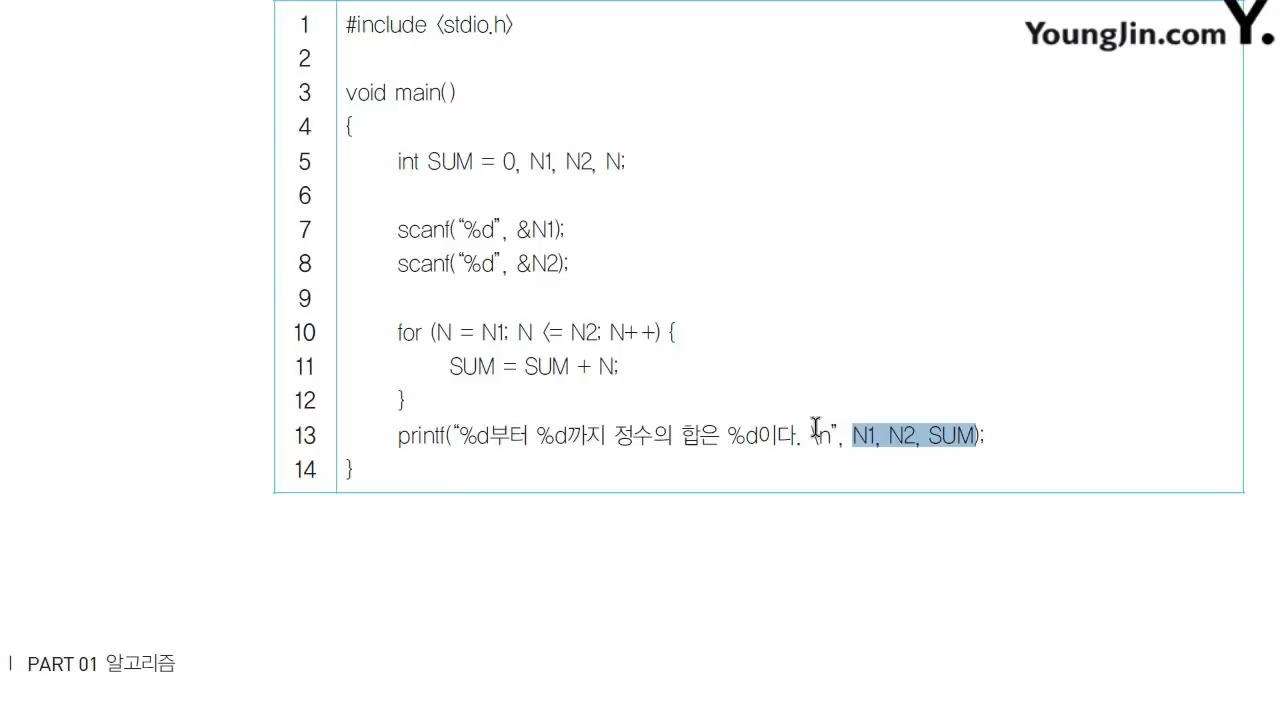 YoungJin.com Y.
1 #include <stdio.h>
2
3 void main()
4 {
5 int SUM = 0, N1, N2, N;
6
7 scanf("%d", &N1);
8 scanf("%d", &N2);
9
10 for (N = N1; N <= N2; N++) {
11 SUM = SUM + N;
12 }
13 printf("%d부터 %d까지 정수의 합은 %d이다. \n", N1, N2, SUM);
14 }
| PART 01 알고리즘